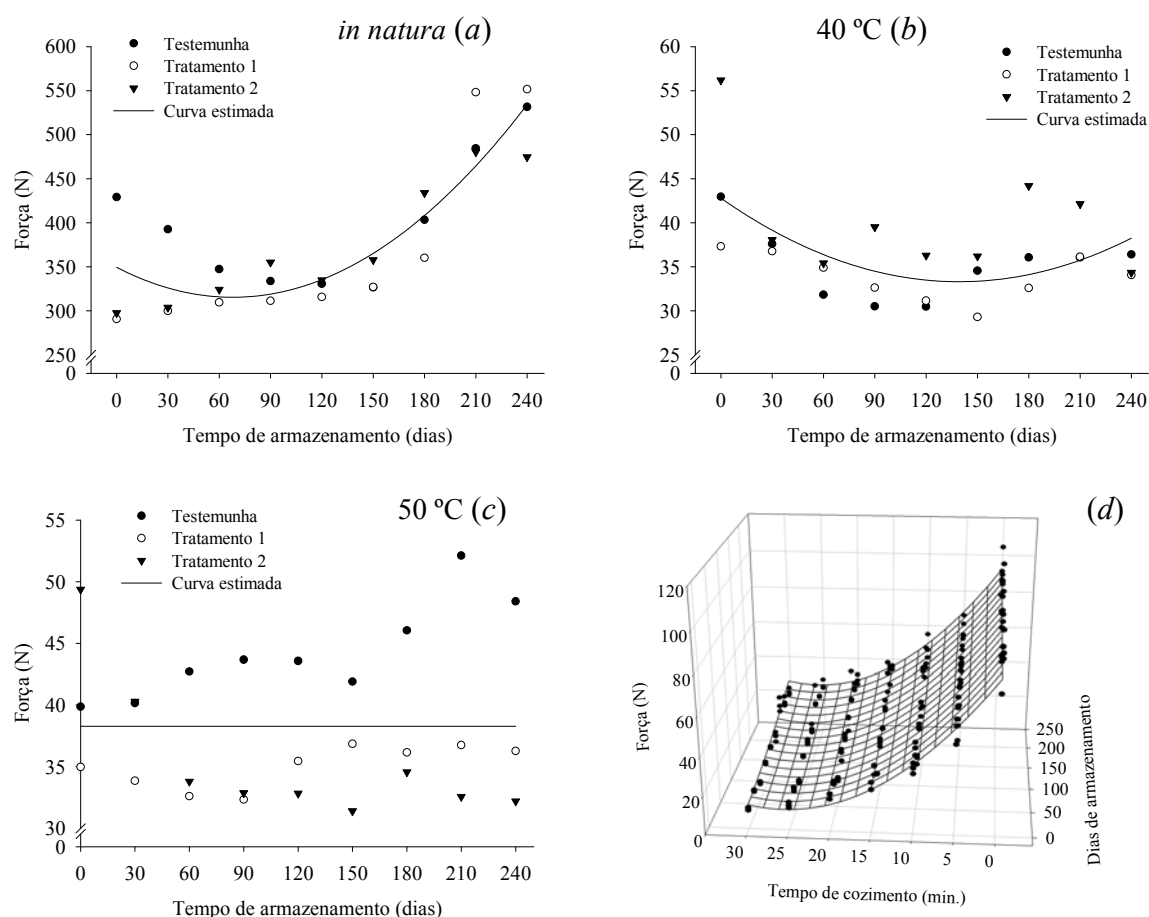 in natura (a)
Testemunha
Tratamento 1
Tratamento 2
Curva estimada
Força (N)
600
550
500
450
400
350
300
250
0
0 30 60 90 120 150 180 210 240
Tempo de armazenamento (dias)
40 ºC (b)
Testemunha
Tratamento 1
Tratamento 2
Curva estimada
Força (N)
60
55
50
45
40
35
30
25
0
0 30 60 90 120 150 180 210 240
Tempo de armazenamento (dias)
50 ºC (c)
Testemunha
Tratamento 1
Tratamento 2
Curva estimada
Força (N)
55
50
45
40
35
30
0
0 30 60 90 120 150 180 210 240
Tempo de armazenamento (dias)
(d)
Força (N)
120
100
80
60
40
20
0
30 25 20 15 10 5 0
Tempo de cozimento (min.)
250
200
150
100
50
0
Dias de armazenamento